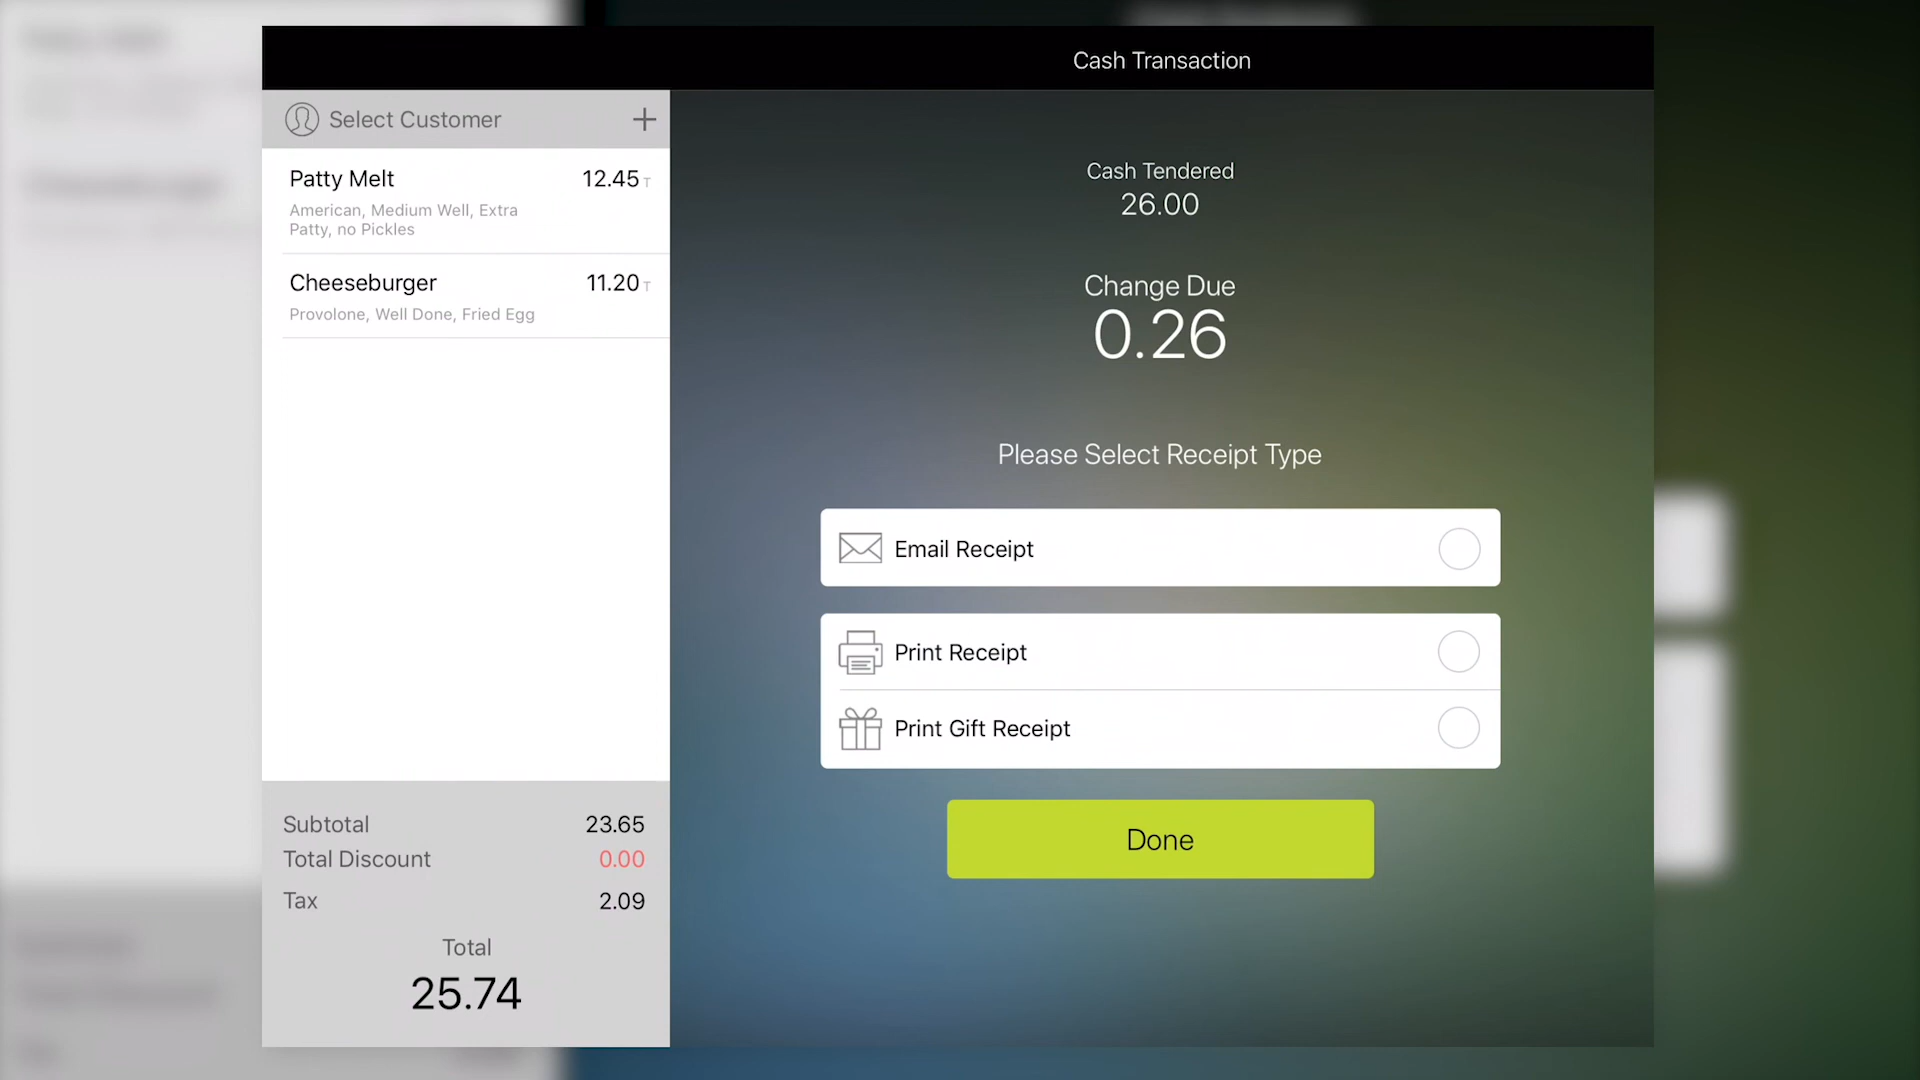 Cash Transaction
Select Customer
Patty Melt 12.45 T
American, Medium Well, Extra
Patty, no Pickles
Cheeseburger 11.20 T
Provolone, Well Done, Fried Egg
Subtotal 23.65
Total Discount 0.00
Tax 2.09
Total
25.74
Cash Tendered
26.00
Change Due
0.26
Please Select Receipt Type
Email Receipt
Print Receipt
Print Gift Receipt
Done